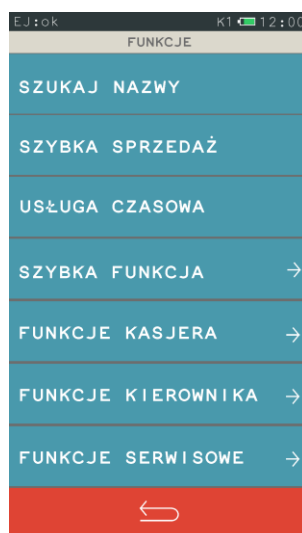 EJ:ok K1 12:00
FUNKCJE
SZUKAJ NAZWY
SZYBKA SPRZEDAŻ
USŁUGA CZASOWA
SZYBKA FUNKCJA
FUNKCJE KASJERA
FUNKCJE KIEROWNIKA
FUNKCJE SERWISOWE